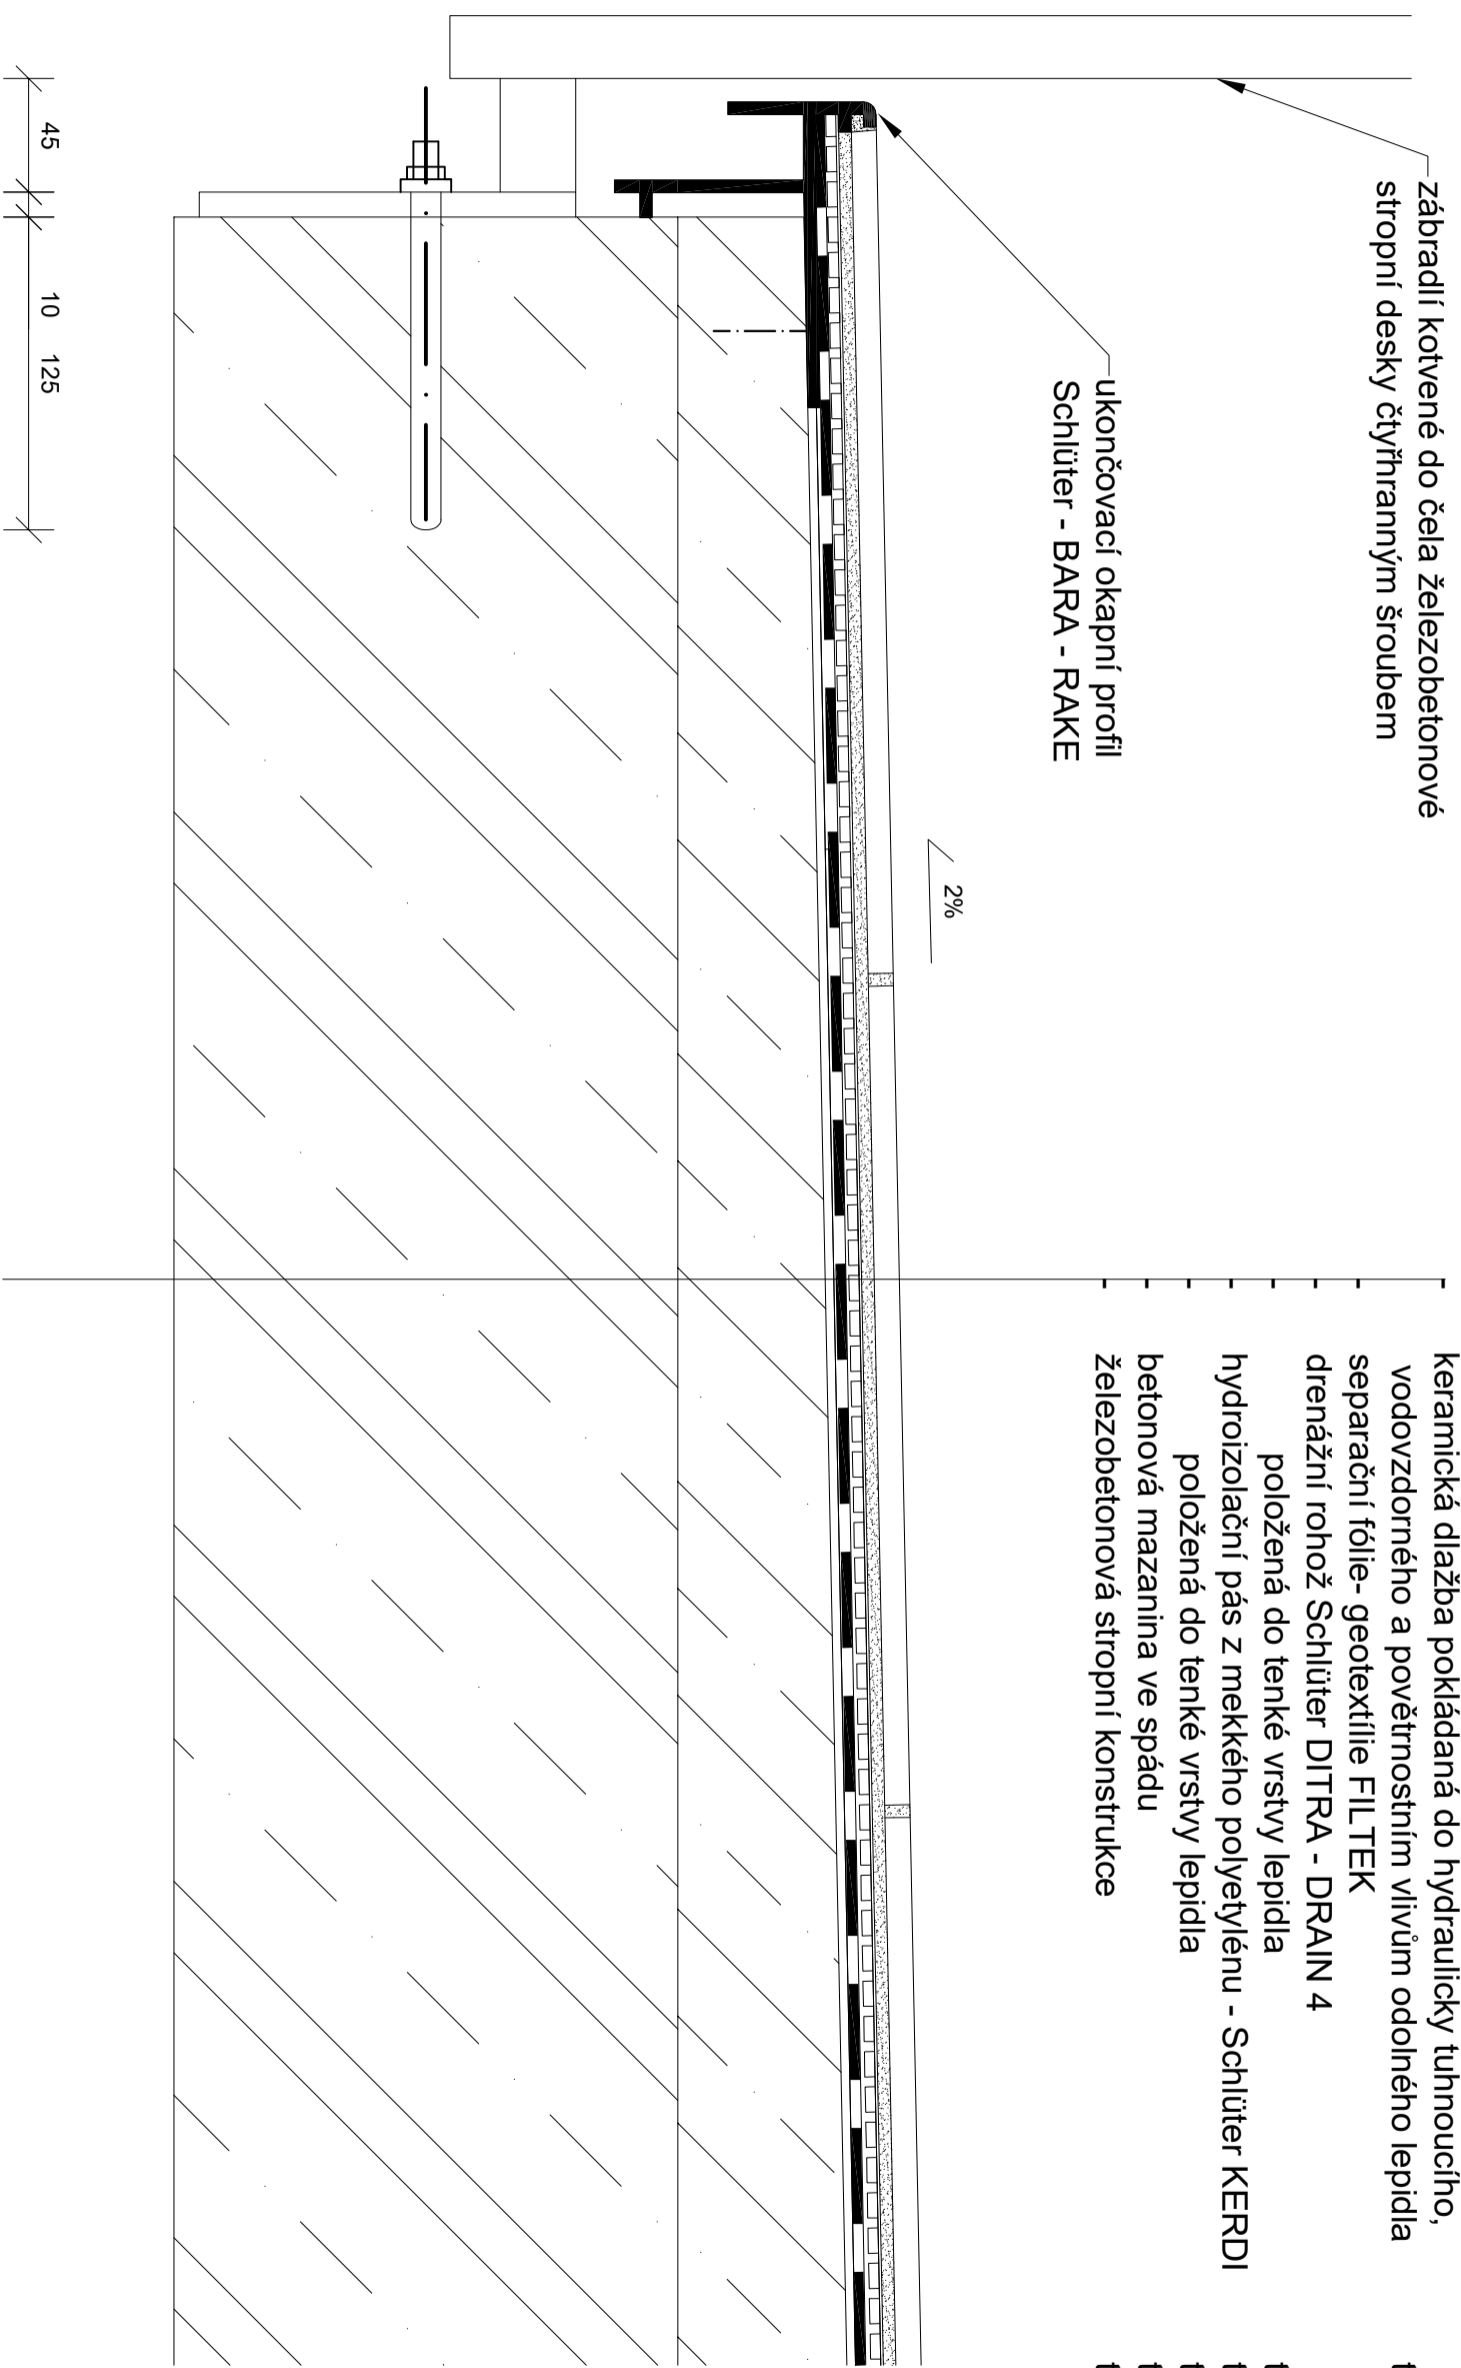 zábradlí kotvené do čela železobetonové
stropní desky čtyřhranným šroubem
ukončovací okapní profil
Schlüter - BARA - RAKE
2%
keramická dlažba pokládaná do hydraulicky tuhnoucího,
vodovzdorného a povětrnostním vlivům odolného lepidla
separační fólie- geotextílie FILTEK
drenážní rohož Schlüter DITRA - DRAIN 4
položená do tenké vrstvy lepidla
hydroizolační pás z mekkého polyetylénu - Schlüter KERDI
položená do tenké vrstvy lepidla
betonová mazanina ve spádu
železobetonová stropní konstrukce
45
10
125